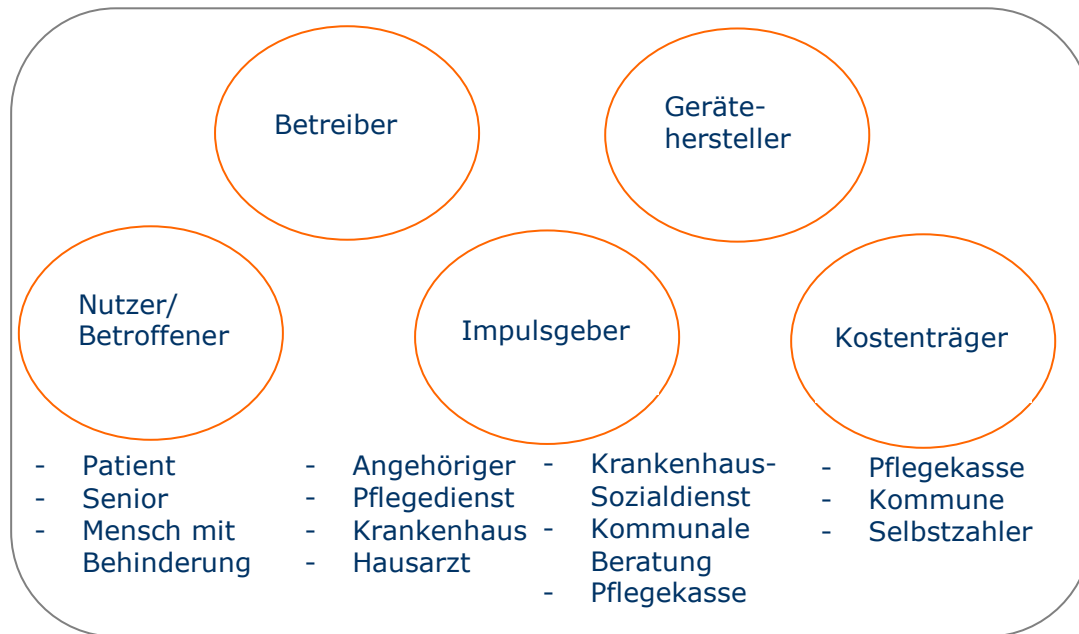 Betreiber
Geräte-
hersteller
Nutzer/
Betroffener
Impulsgeber
Kostenträger
- Patient
- Senior
- Mensch mit
Behinderung
- Angehöriger
- Pflegedienst
- Krankenhaus
- Hausarzt
- Krankenhaus-
Sozialdienst
- Kommunale
Beratung
- Pflegekasse
- Pflegekasse
- Kommune
- Selbstzahler